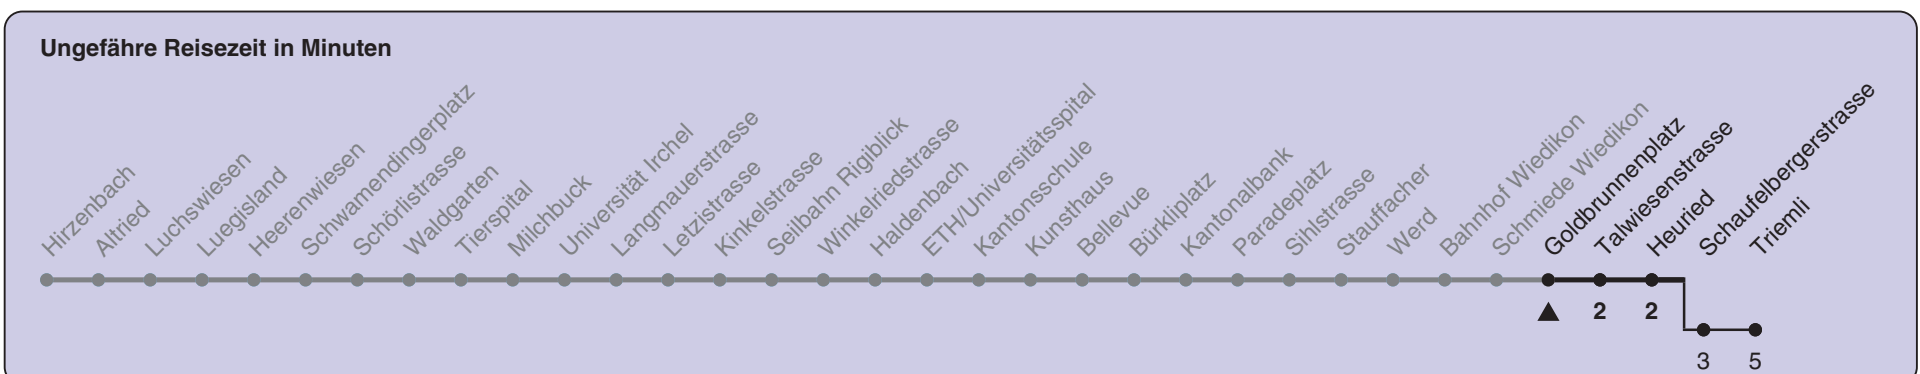 Ungefähre Reisezeit in Minuten
Hirzenbach
Altried
Luchswiesen
Luegisland
Heerenwiesen
Schwamendingerplatz
Schörlistrasse
Waldgarten
Tierspital
Milchbuck
Universität Irchel
Langmauerstrasse
Letzistrasse
Kinkelstrasse
Seilbahn Rigiblick
Winkelriedstrasse
Haldenbach
ETH/Universitätsspital
Kantonsschule
Kunsthaus
Bellevue
Bürkliplatz
Kantonalbank
Paradeplatz
Sihlstrasse
Stauffacher
Werd
Bahnhof Wiedikon
Schmiede Wiedikon
Goldbrunnenplatz
Talwiesenstrasse
Heuried
Schaufelbergerstrasse
Triemli
2 2
3 5